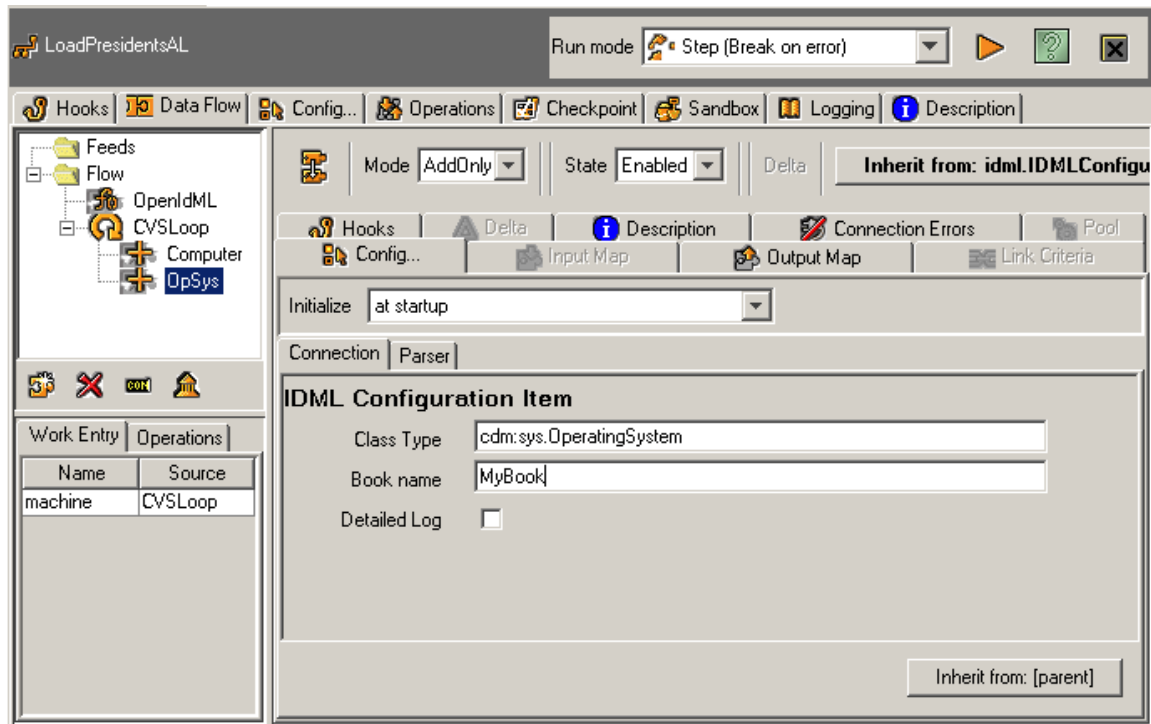 LoadPresidentsAL
Run mode Step (Break on error)
Hooks Data Flow Config... Operations Checkpoint Sandbox Logging Description
Feeds
Flow
OpenIdML
CVSLoop
Computer
OpSys
Mode AddOnly State Enabled Delta Inherit from: idml.IDMLConfigu
Hooks Delta Description Connection Errors Pool
Config... Input Map Output Map Link Criteria
Initialize at startup
Connection Parser
IDML Configuration Item
Class Type cdm:sys.OperatingSystem
Book name MyBook
Detailed Log
CON
Work Entry Operations
Name Source
machine CVSLoop
Inherit from: [parent]